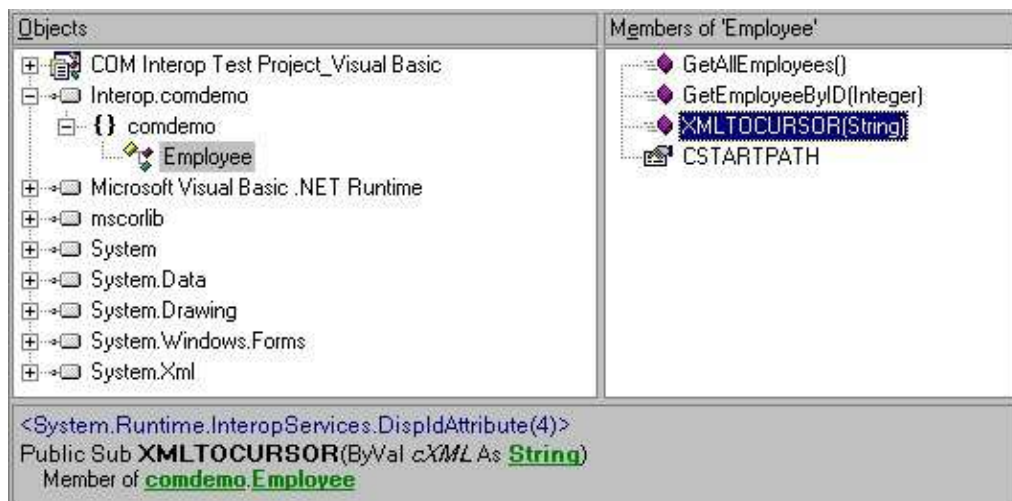 Objects
COM Interop Test Project_Visual Basic
Interop.comdemo
{} comdemo
Employee
Microsoft Visual Basic .NET Runtime
mscorlib
System
System.Data
System.Drawing
System.Windows.Forms
System.Xml
Members of 'Employee'
GetAllEmployees()
GetEmployeeByID(Integer)
XMLTOCURSOR(String)
CSTARTPATH
<System.Runtime.InteropServices.DispIdAttribute(4)>
Public Sub XMLTOCURSOR(ByVal cXML As String)
Member of comdemo.Employee